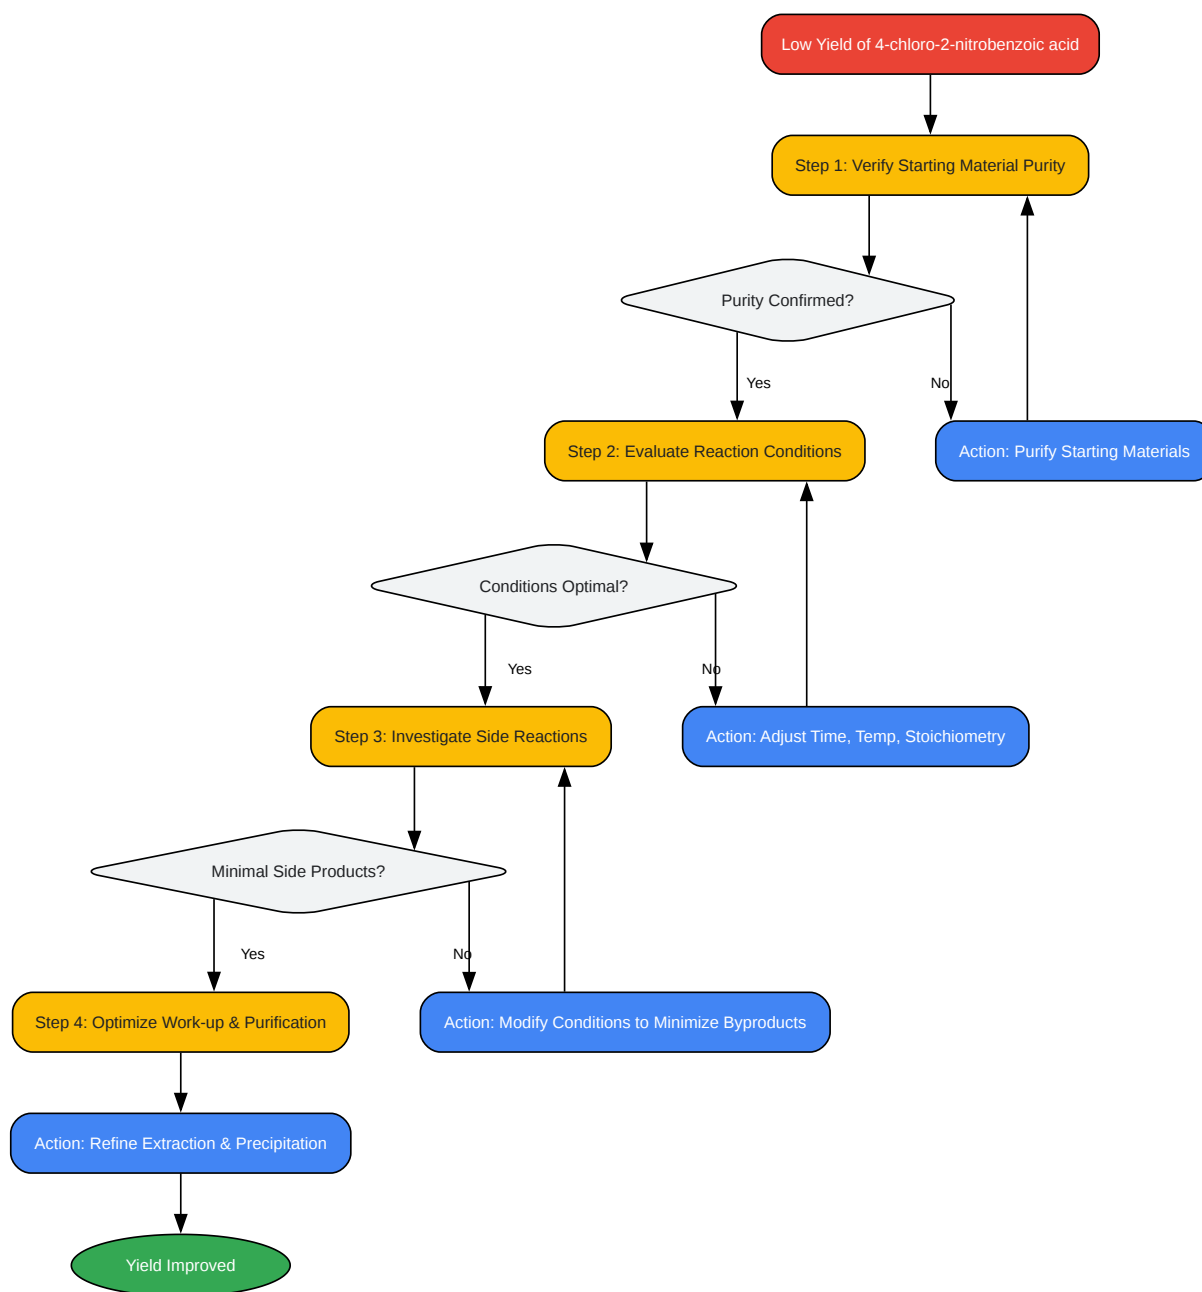 Low Yield of 4-chloro-2-nitrobenzoic acid
Step 1: Verify Starting Material Purity
Purity Confirmed?
Yes
No
Step 2: Evaluate Reaction Conditions
Action: Purify Starting Materials
Conditions Optimal?
Yes
No
Step 3: Investigate Side Reactions
Action: Adjust Time, Temp, Stoichiometry
Minimal Side Products?
Yes
No
Step 4: Optimize Work-up & Purification
Action: Modify Conditions to Minimize Byproducts
Action: Refine Extraction & Precipitation
Yield Improved